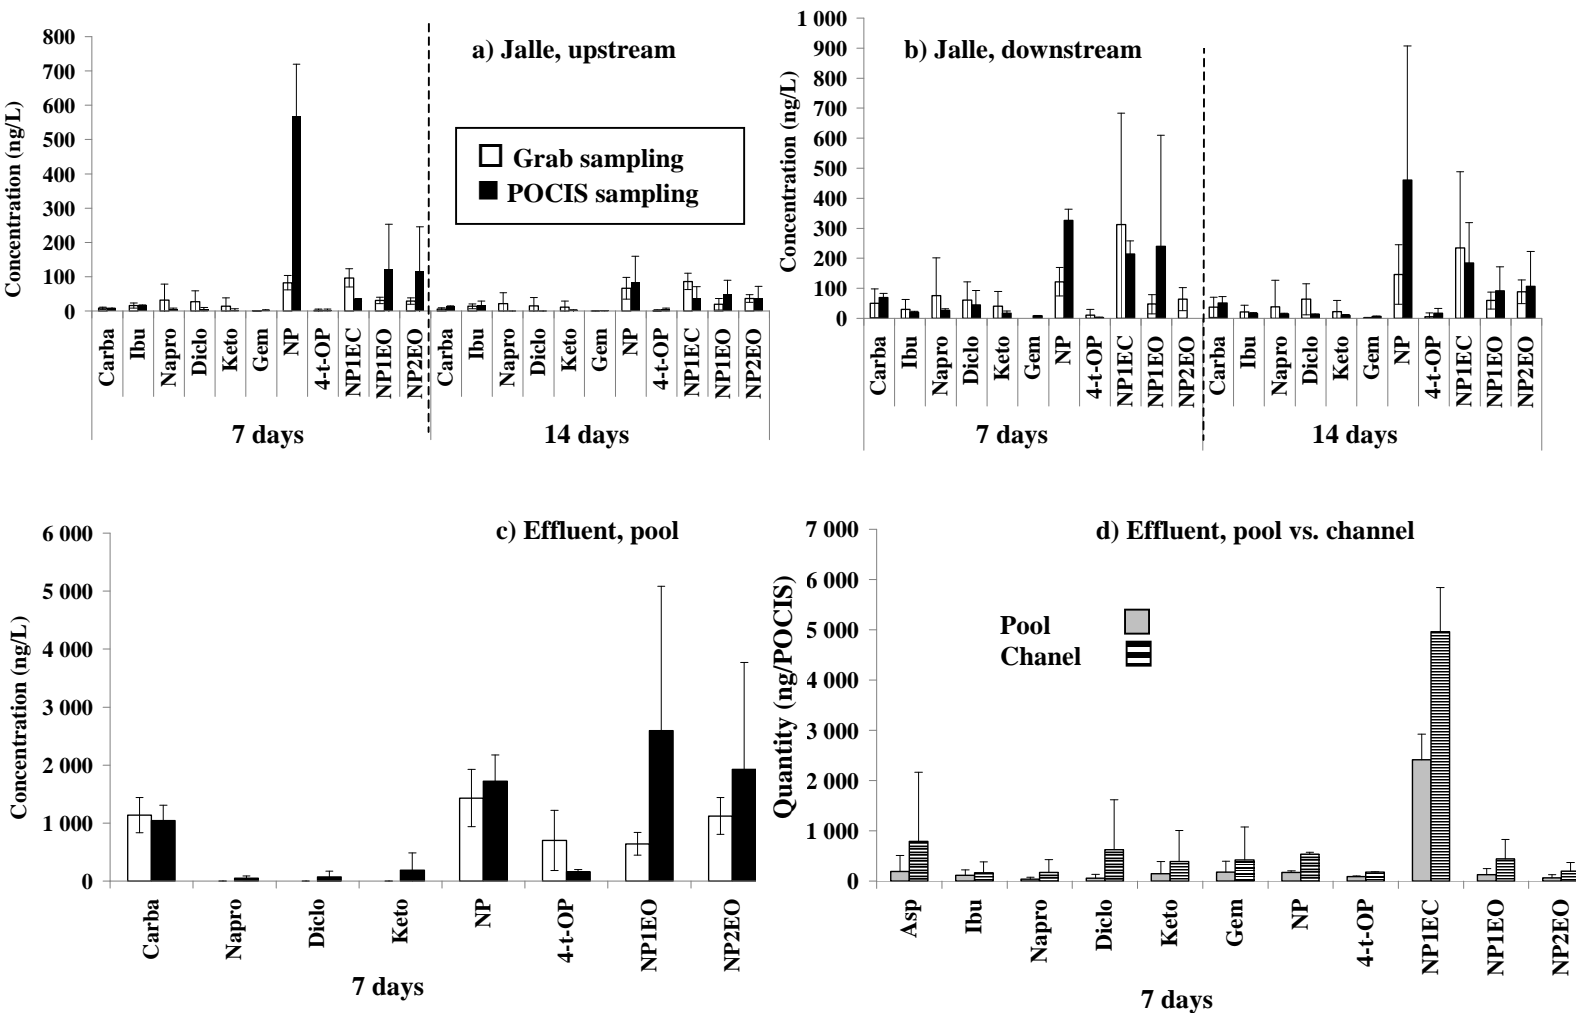 a) Jalle, upstream
Concentration (ng/L)
800
700
600
500
400
300
200
100
0
Grab sampling
POCIS sampling
Carba Ibu Napro Diclo Keto Gem NP 4-t-OP NP1EC NP1EO NP2EO Carba Ibu Napro Diclo Keto Gem NP 4-t-OP NP1EC NP1EO NP2EO
7 days 14 days
b) Jalle, downstream
Concentration (ng/L)
1 000
900
800
700
600
500
400
300
200
100
0
Carba Ibu Napro Diclo Keto Gem NP 4-t-OP NP1EC NP1EO NP2EO Carba Ibu Napro Diclo Keto Gem NP 4-t-OP NP1EC NP1EO NP2EO
7 days 14 days
c) Effluent, pool
Concentration (ng/L)
6 000
5 000
4 000
3 000
2 000
1 000
0
Carba Napro Diclo Keto NP 4-t-OP NP1EO NP2EO
7 days
d) Effluent, pool vs. channel
Quantity (ng/POCIS)
7 000
6 000
5 000
4 000
3 000
2 000
1 000
0
Pool
Chanel
Asp Ibu Napro Diclo Keto Gem NP 4-t-OP NP1EC NP1EO NP2EO
7 days